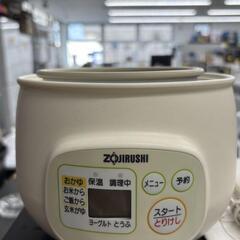 ZOJIRUSHI
おかゆ 保温 調理中
お米から
ご飯から
玄米がゆ
ヨーグルト とうふ
メニュー 予約
スタート
とりけし